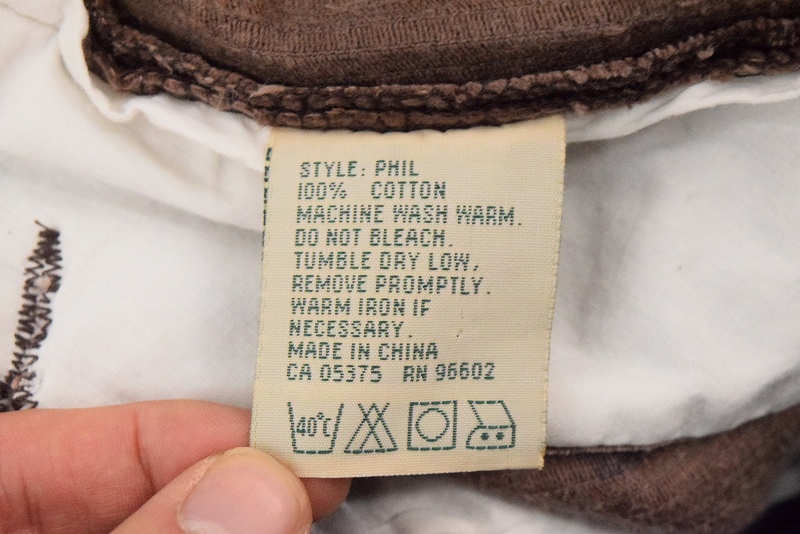 STYLE: PHIL
100% COTTON
MACHINE WASH WARM.
DO NOT BLEACH.
TUMBLE DRY LOW,
REMOVE PROMPTLY.
WARM IRON IF
NECESSARY.
MADE IN CHINA
CA 05375 RN 96602
40°C